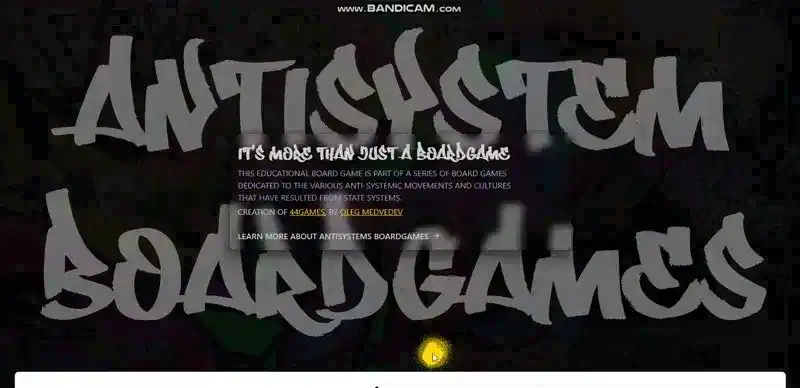 WWW.BANDICAM.COM
ANTISYSTEM
IT'S MORE THAN JUST A BOARDGAME
THIS EDUCATIONAL BOARD GAME IS PART OF A SERIES OF BOARD GAMES
DEDICATED TO THE VARIOUS ANTI-SYSTEMIC MOVEMENTS AND CULTURES
THAT HAVE RESULTED FROM STATE SYSTEMS.
CREATION OF 44GAMES, BY OLEG MEDVEDEV
LEARN MORE ABOUT ANTISYSTEMS BOARDGAMES →
BOARDGAMES